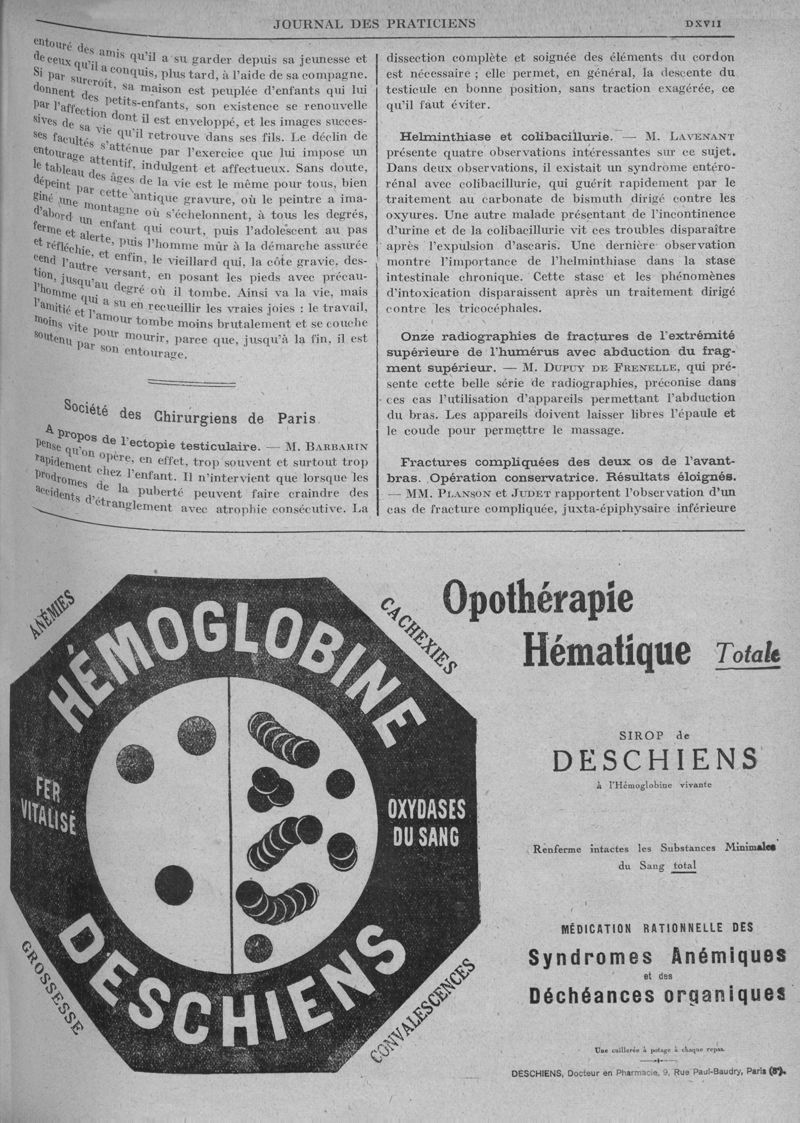 JOURNAL DES PRATICIENS
DXVII
entouré des amis qu'il a su garder depuis sa jeunesse et
de ceux qu'il a conquis, plus tard, à l'aide de sa compagne.
Si par surcroit, sa maison est peuplée d'enfants qui lui
donnent des petits-enfants, son existence se renouvelle
par l'affection dont il est enveloppé, et les images succes-
sives de sa vie qu'il retrouve dans ses fils. Le déclin de
ses facultés s'atténue par l'exercice que lui impose un
entourage attentif, indulgent et affectueux. Sans doute,
le tableau des âges de la vie est le même pour tous, bien
dépeint par cette antique gravure, où le peintre a ima-
giné une montagne où s'échelonnent, à tous les degrés,
d'abord un enfant qui court, puis l'adolescent au pas
ferme et alerte, puis l'homme mûr à la démarche assurée
et réfléchie, et enfin, le vieillard qui, la côte gravie, des-
cend l'autre versant, en posant les pieds avec précau-
tion, jusqu'au degré où il tombe. Ainsi va la vie, mais
l'homme qui a su en recueillir les vraies joies : le travail,
l'amitié et l'amour tombe moins brutalement et se couche
moins vite pour mourir, parce que, jusqu'à la fin, il est
soutenu par son entourage.
Société des Chirurgiens de Paris
A propos de l'ectopie testiculaire. — M. BARBARIN
pense qu'on opère, en effet, trop souvent et surtout trop
rapidement chez l'enfant. Il n'intervient que lorsque les
prodromes de la puberté peuvent faire craindre des
accidents d'étranglement avec atrophie consécutive. La
dissection complète et soignée des éléments du cordon
est nécessaire ; elle permet, en général, la descente du
testicule en bonne position, sans traction exagérée, ce
qu'il faut éviter.
Helminthiase et colibacillurie. — M. LAVENANT
présente quatre observations intéressantes sur ce sujet.
Dans deux observations, il existait un syndrome entéro-
rénal avec colibacillurie, qui guérit rapidement par le
traitement au carbonate de bismuth dirigé contre les
oxyures. Une autre malade présentant de l'incontinence
d'urine et de la colibacillurie vit ces troubles disparaître
après l'expulsion d'ascaris. Une dernière observation
montre l'importance de l'helminthiase dans la stase
intestinale chronique. Cette stase et les phénomènes
d'intoxication disparaissent après un traitement dirigé
contre les tricocéphales.
Onze radiographies de fractures de l'extrémité
supérieure de l'humérus avec abduction du frag-
ment supérieur. — M. DUPUY DE FRENELLE, qui pré-
sente cette belle série de radiographies, préconise dans
ces cas l'utilisation d'appareils permettant l'abduction
du bras. Les appareils doivent laisser libres l'épaule et
le coude pour permettre le massage.
Fractures compliquées des deux os de l'avant-
bras. Opération conservatrice. Résultats éloignés.
— MM. PLANSON et JUDET rapportent l'observation d'un
cas de fracture compliquée, juxta-épiphysaire inférieure
ANÉMIES
CACHEXIES
HÉMOGLOBINE
FER
VITALISÉ
OXYDASES
DU SANG
DESCHIENS
GROSSESSE
CONVALESCENCES
Opothérapie
Hématique Totale
SIROP de
DESCHIENS
à l'Hémoglobine vivante
Renferme intactes les Substances Minimales
du Sang total
MÉDICATION RATIONNELLE DES
Syndromes Anémiques
et des
Déchéances organiques
Une cuillerée à potage à chaque repas.
DESCHIENS, Docteur en Pharmacie, 9, Rue Paul-Baudry, Paris (8e).